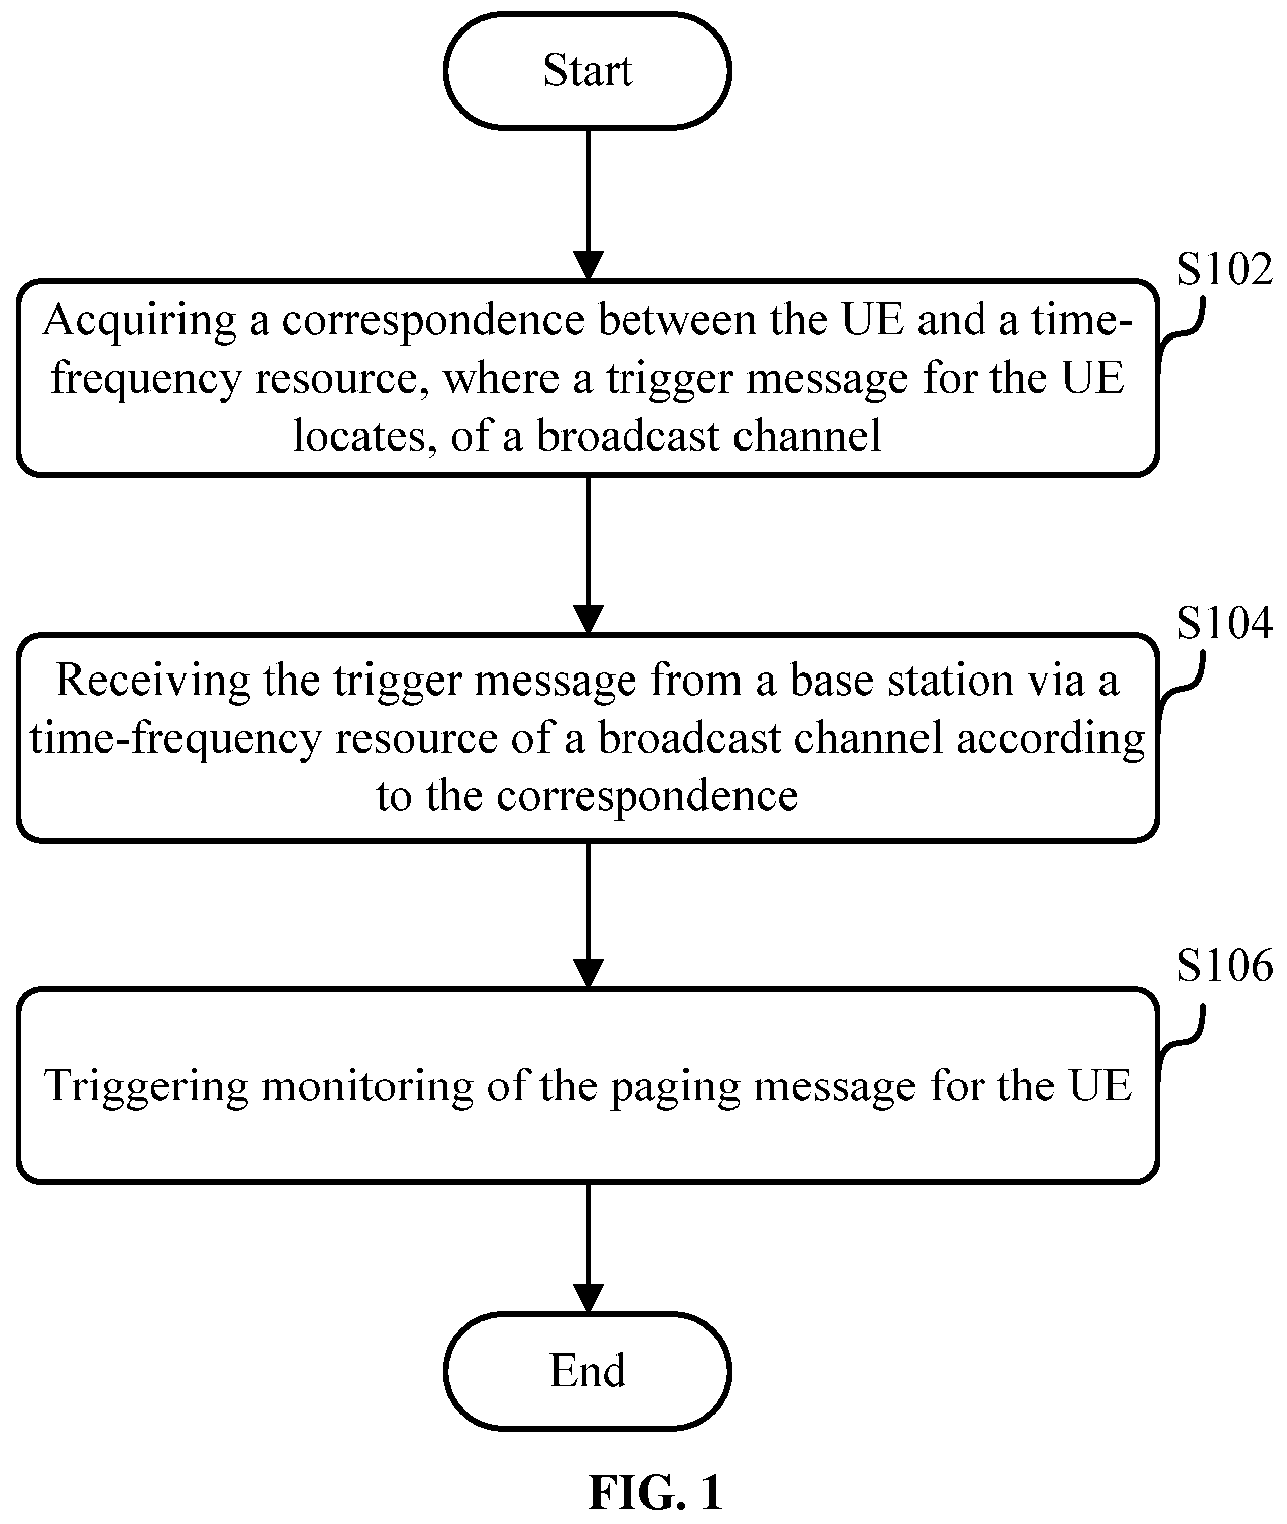 Start
S102
Acquiring a correspondence between the UE and a time-
frequency resource, where a trigger message for the UE
locates, of a broadcast channel
S104
Receiving the trigger message from a base station via a
time-frequency resource of a broadcast channel according
to the correspondence
S106
Triggering monitoring of the paging message for the UE
End
FIG. 1